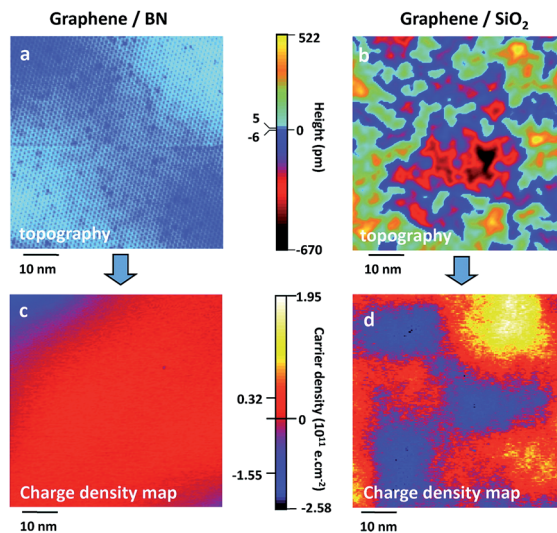 Graphene / BN
Graphene / SiO₂
a
topography
10 nm
522
5
0
-6
-670
Height (pm)
b
topography
10 nm
c
Charge density map
10 nm
1.95
0.32
0
-1.55
-2.58
Carrier density (10¹¹ e.cm⁻²)
d
Charge density map
10 nm